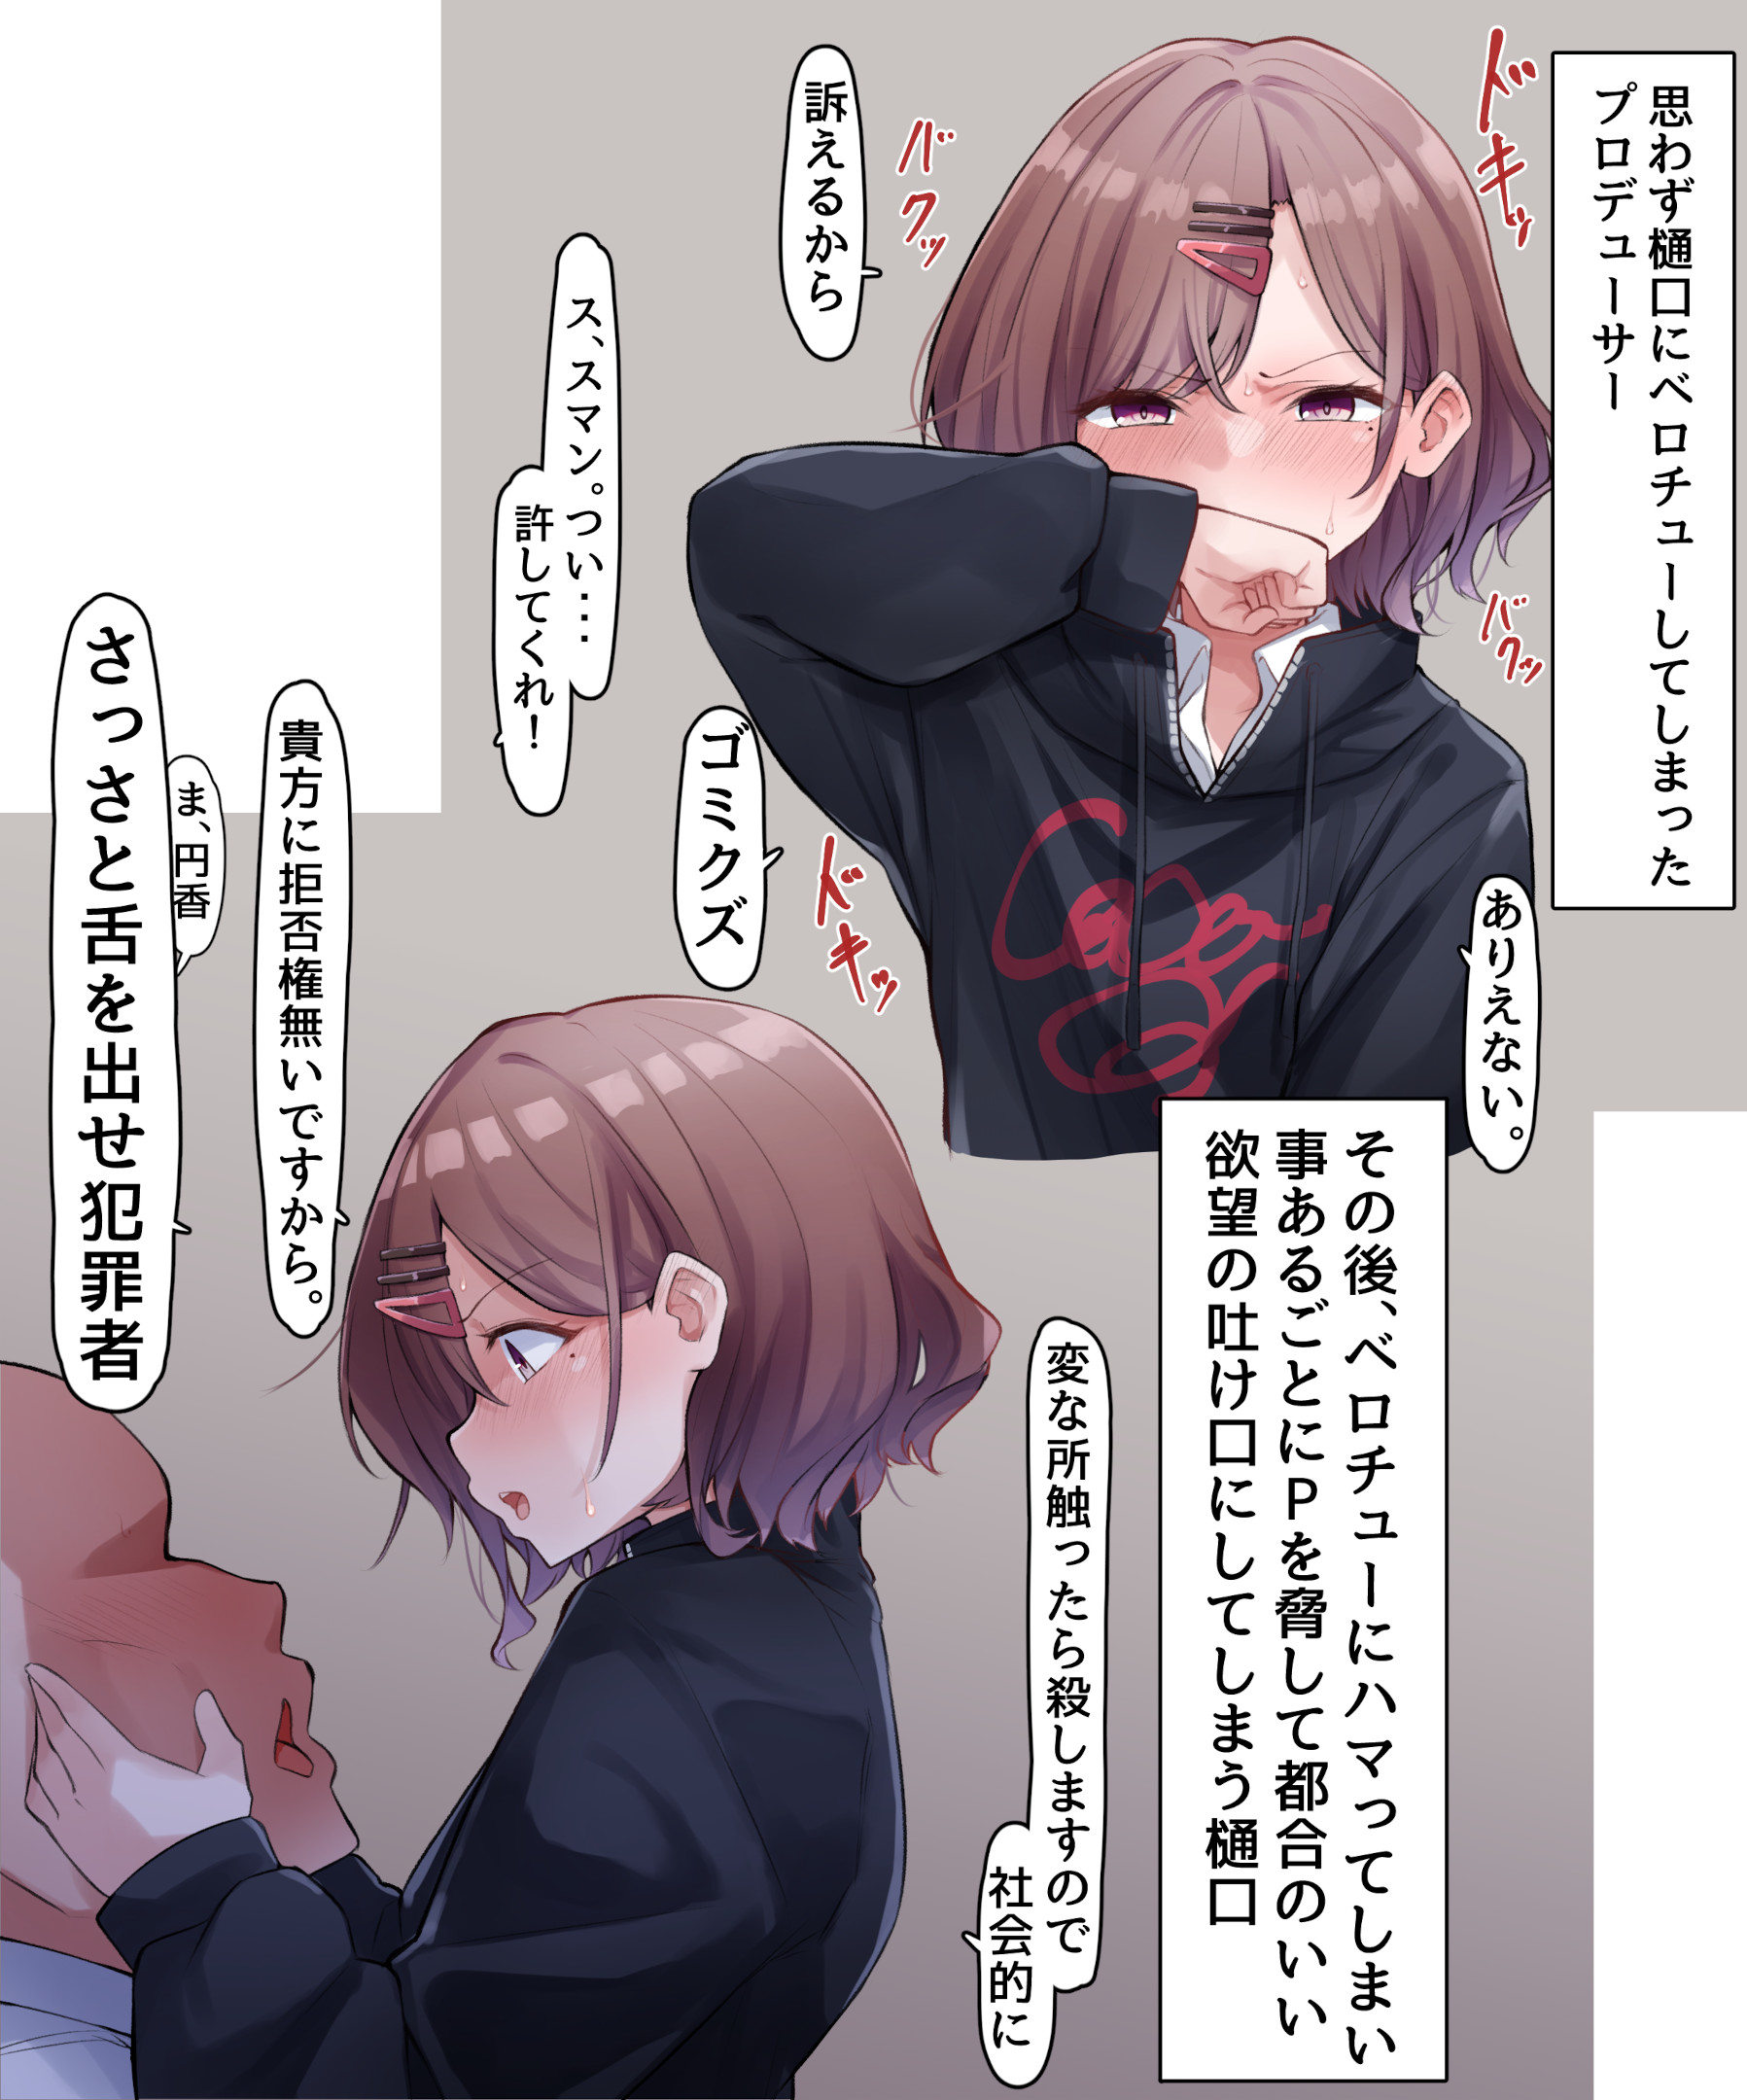 思わず樋口にベロチューしてしまった
プロデューサー
ドキッ
バクッ
訴えるから
ス、スマン。つい・・・
許してくれ！
バクッ
ゴミクズ
ドキッ
ありえない。
その後、ベロチューにハマってしまい
事あるごとにPを脅して都合のいい
欲望の吐け口にしてしまう樋口
変な所触ったら殺しますので
社会的に
貴方に拒否権無いですから。
ま、円香
さっさと舌を出せ犯罪者